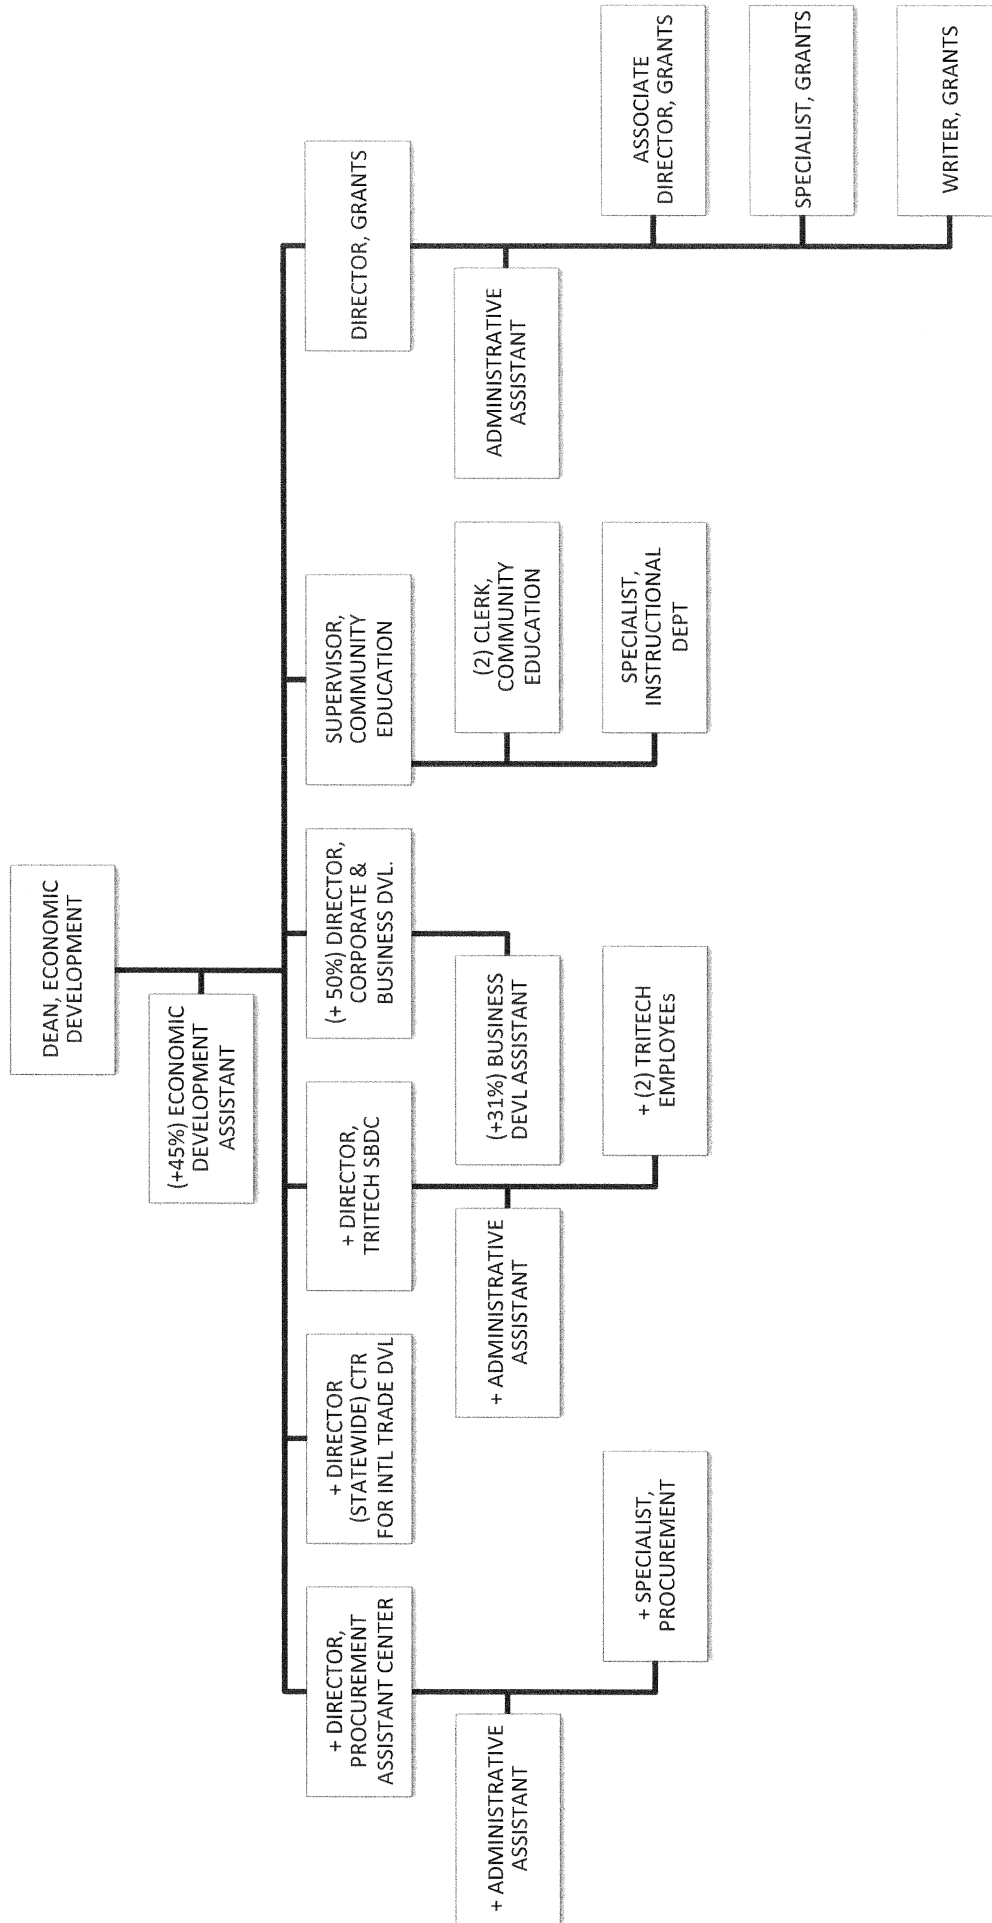 DEAN, ECONOMIC
DEVELOPMENT
(+45%) ECONOMIC
DEVELOPMENT
ASSISTANT
+ DIRECTOR,
PROCUREMENT
ASSISTANT CENTER
+ DIRECTOR
(STATEWIDE) CTR
FOR INTL TRADE DVL
+ DIRECTOR,
TRITECH SBDC
(+ 50%) DIRECTOR,
CORPORATE &
BUSINESS DVL.
SUPERVISOR,
COMMUNITY
EDUCATION
DIRECTOR, GRANTS
+ ADMINISTRATIVE
ASSISTANT
+ ADMINISTRATIVE
ASSISTANT
(+31%) BUSINESS
DEVL ASSISTANT
(2) CLERK,
COMMUNITY
EDUCATION
ADMINISTRATIVE
ASSISTANT
+ SPECIALIST,
PROCUREMENT
+ (2) TRITECH
EMPLOYEEs
SPECIALIST,
INSTRUCTIONAL
DEPT
ASSOCIATE
DIRECTOR, GRANTS
SPECIALIST, GRANTS
WRITER, GRANTS